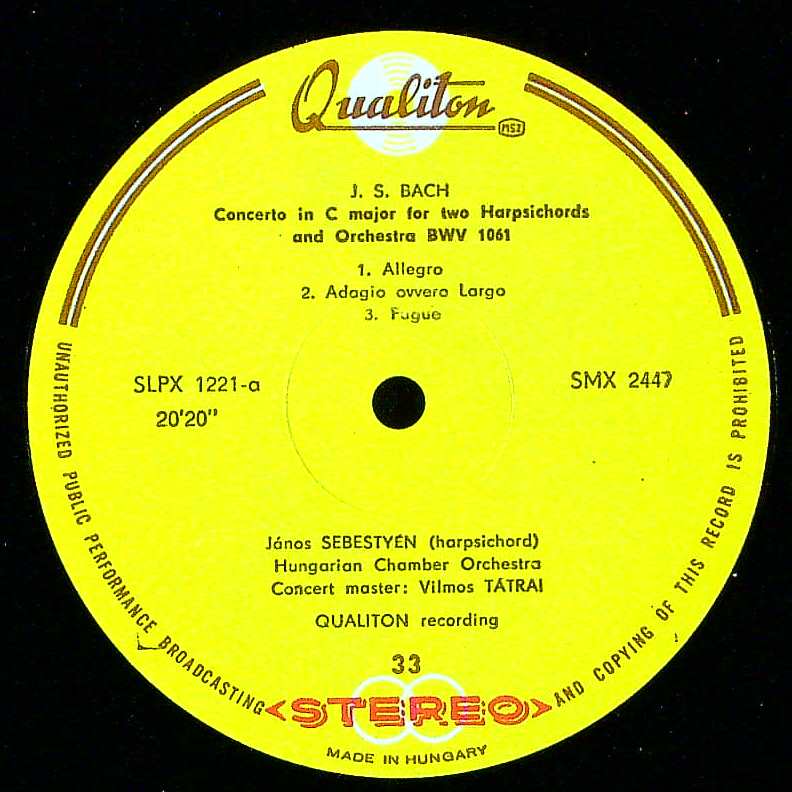 Qualiton
MSZ
J. S. BACH
Concerto in C major for two Harpsichords
and Orchestra BWV 1061
1. Allegro
2. Adagio ovvero Largo
3. Fugue
SLPX 1221-a
20'20"
SMX 2447
János SEBESTYÉN (harpsichord)
Hungarian Chamber Orchestra
Concert master: Vilmos TÁTRAI
QUALITON recording
33
<STEREO>
UNAUTHORIZED PUBLIC PERFORMANCE BROADCASTING AND COPYING OF THIS RECORD IS PROHIBITED
MADE IN HUNGARY